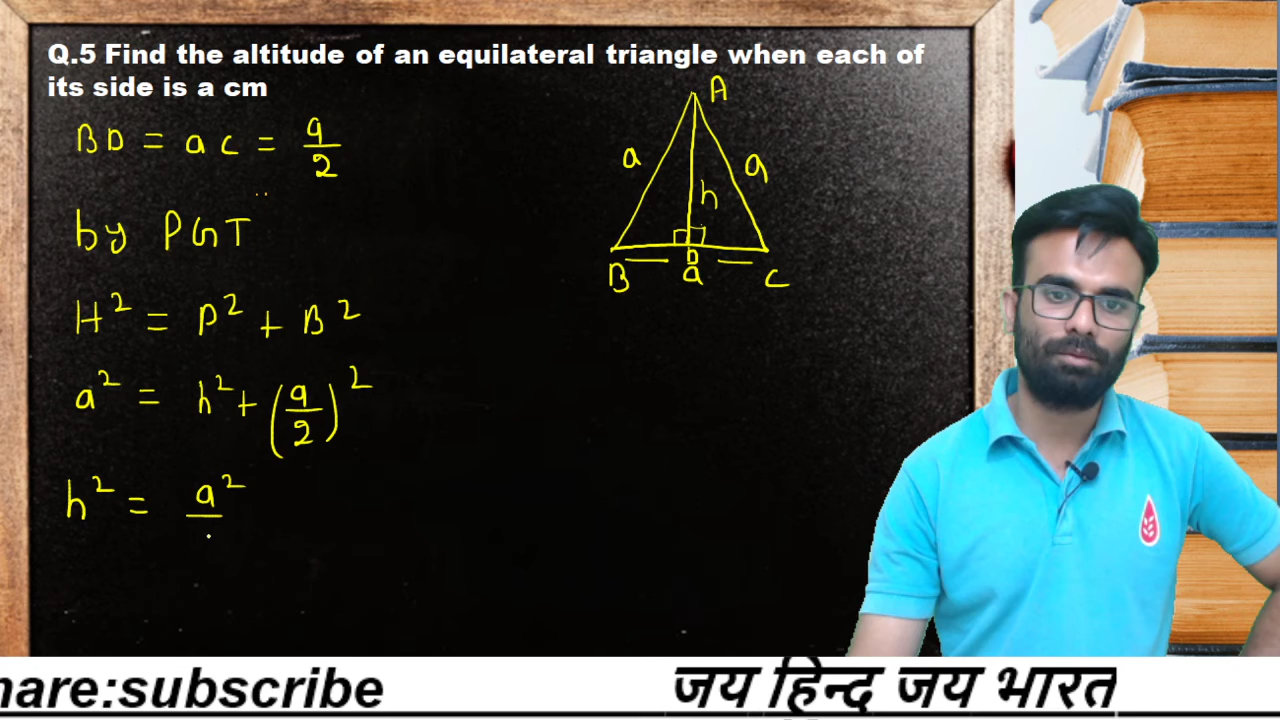 Q.5 Find the altitude of an equilateral triangle when each of
its side is a cm
BD = a c = a/2
by PGT
H² = P² + B²
a² = h² + (a/2)²
h² = a²
A
a a
h
B D C
a
hare:subscribe जय हिन्द जय भारत